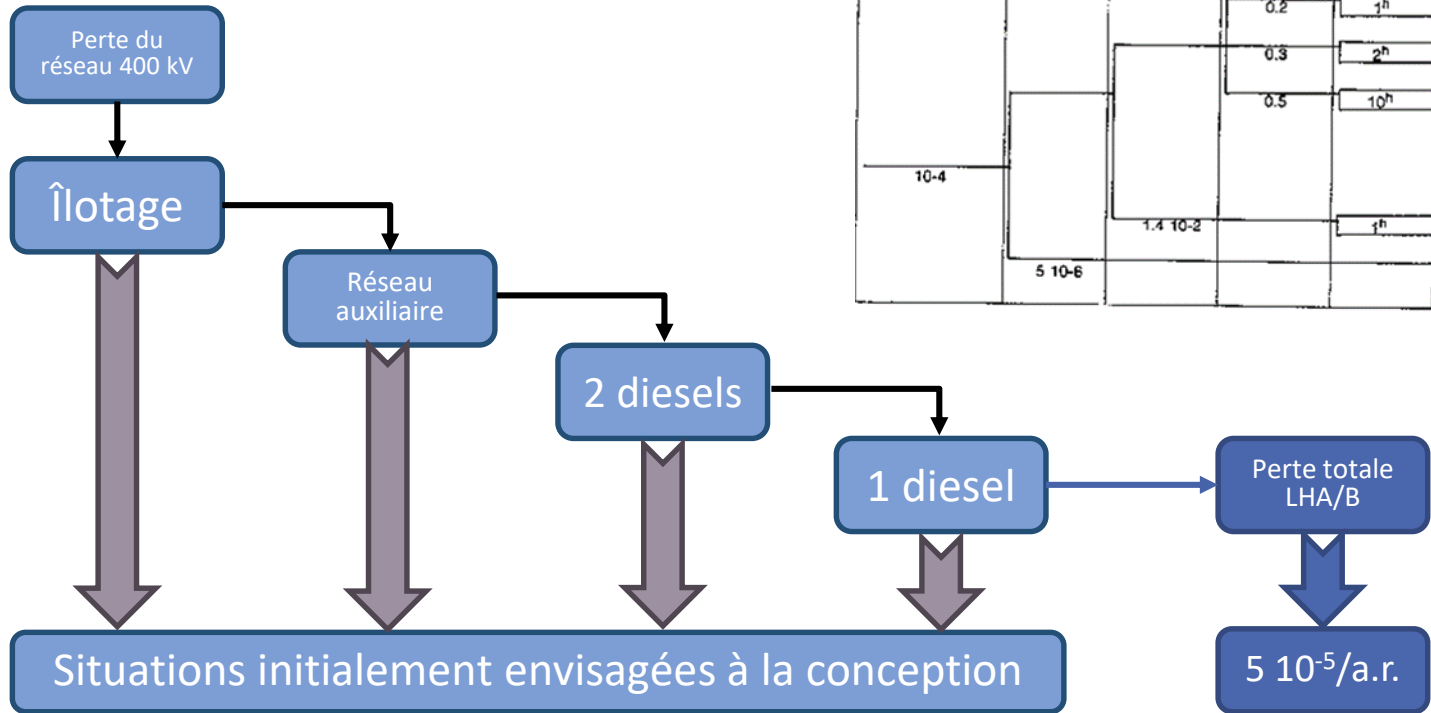 Perte du
réseau 400 kV
Îlotage
Réseau
auxiliaire
2 diesels
1 diesel
Perte totale
LHA/B
Situations initialement envisagées à la conception
5 10-5/a.r.
0.2
1h
0.3
2h
0.5
10h
10-4
1.4 10-2
1h
5 10-6